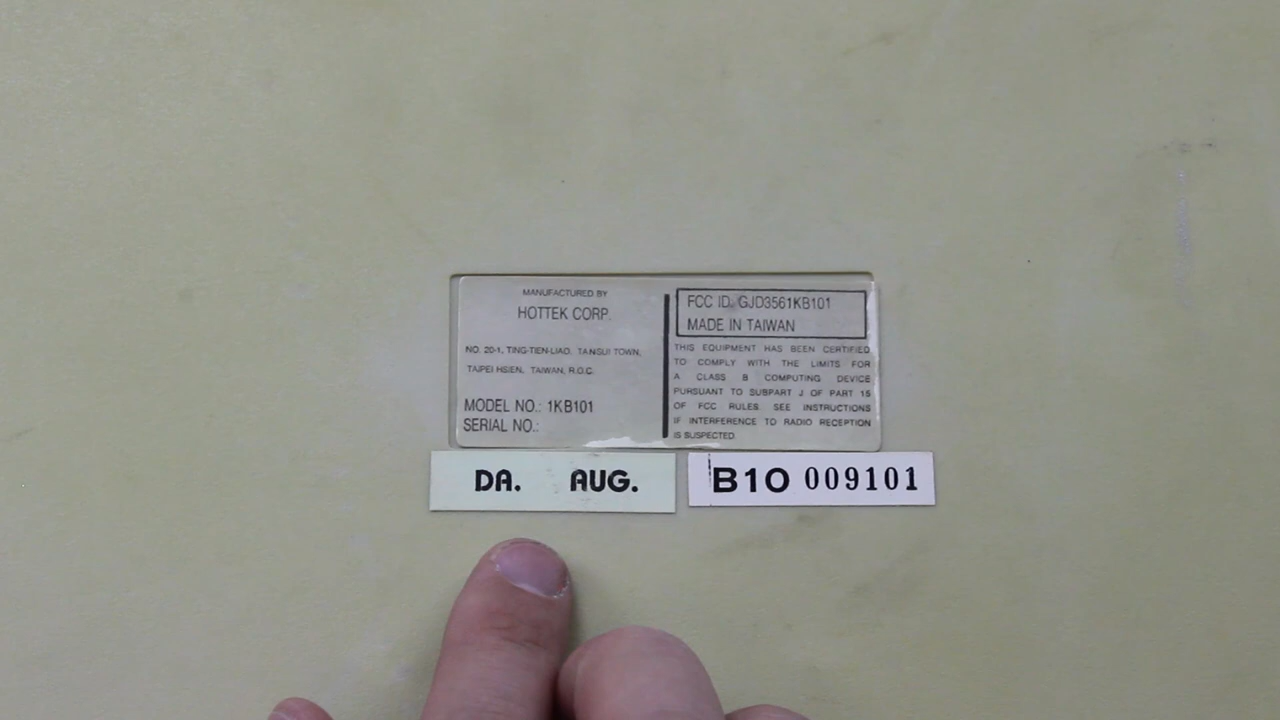 MANUFACTURED BY
HOTTEK CORP.
NO. 20-1, TING-TIEN-LIAO, TANSUI TOWN,
TAIPEI HSIEN, TAIWAN, R.O.C.
MODEL NO.: 1KB101
SERIAL NO.:
FCC ID. GJD3561KB101
MADE IN TAIWAN
THIS EQUIPMENT HAS BEEN CERTIFIED
TO COMPLY WITH THE LIMITS FOR
A CLASS B COMPUTING DEVICE
PURSUANT TO SUBPART J OF PART 15
OF FCC RULES. SEE INSTRUCTIONS
IF INTERFERENCE TO RADIO RECEPTION
IS SUSPECTED.
DA. AUG.
B10 009101